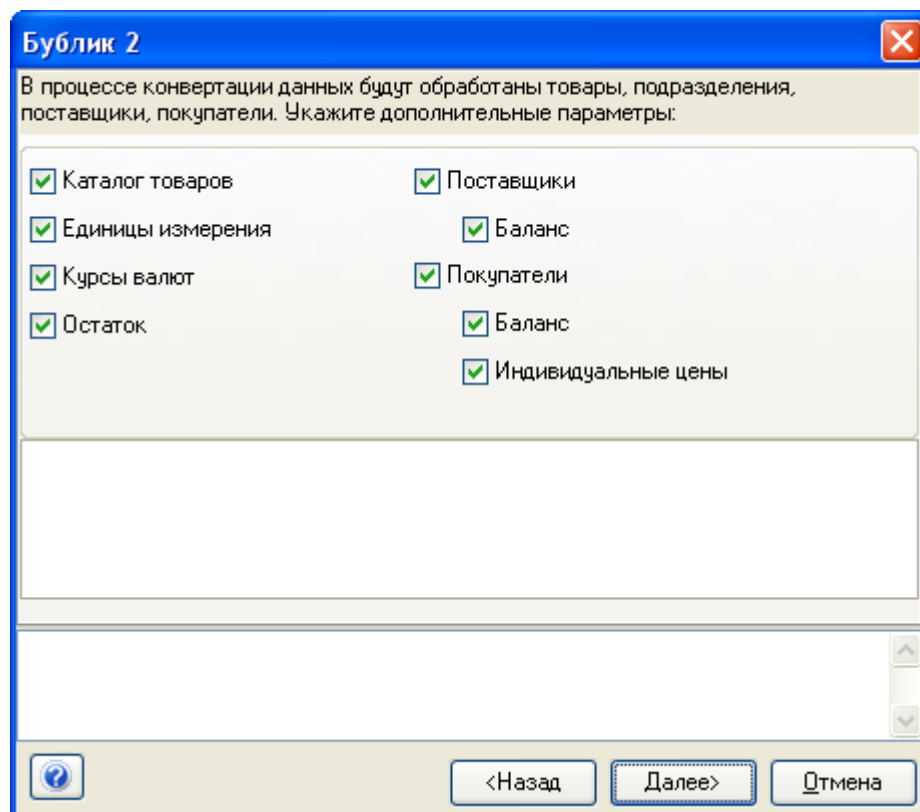 Бублик 2
В процессе конвертации данных будут обработаны товары, подразделения,
поставщики, покупатели. Укажите дополнительные параметры:
Каталог товаров
Единицы измерения
Курсы валют
Остаток
Поставщики
Баланс
Покупатели
Баланс
Индивидуальные цены
<Назад
Далее>
Отмена